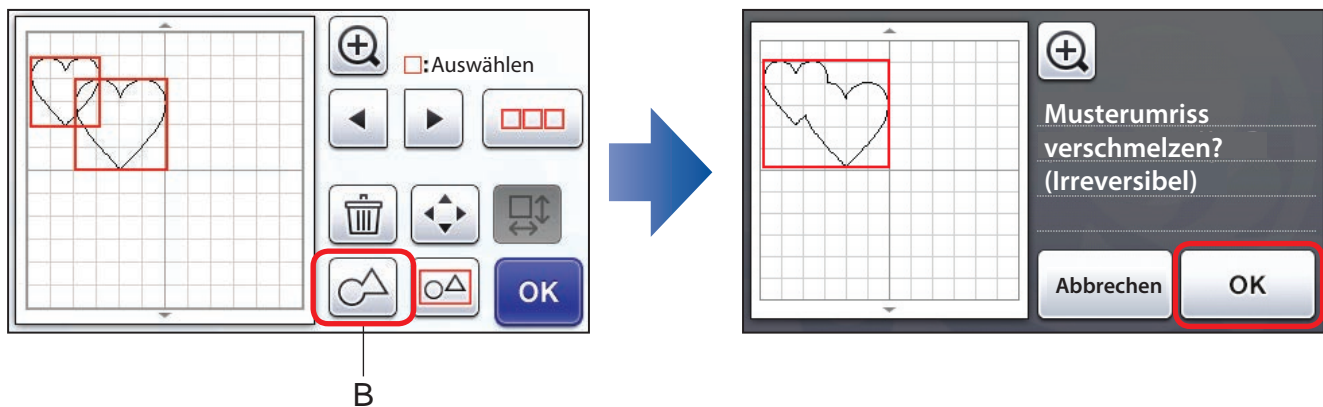 :Auswählen
OK
B
Musterumriss
verschmelzen?
(Irreversibel)
Abbrechen
OK